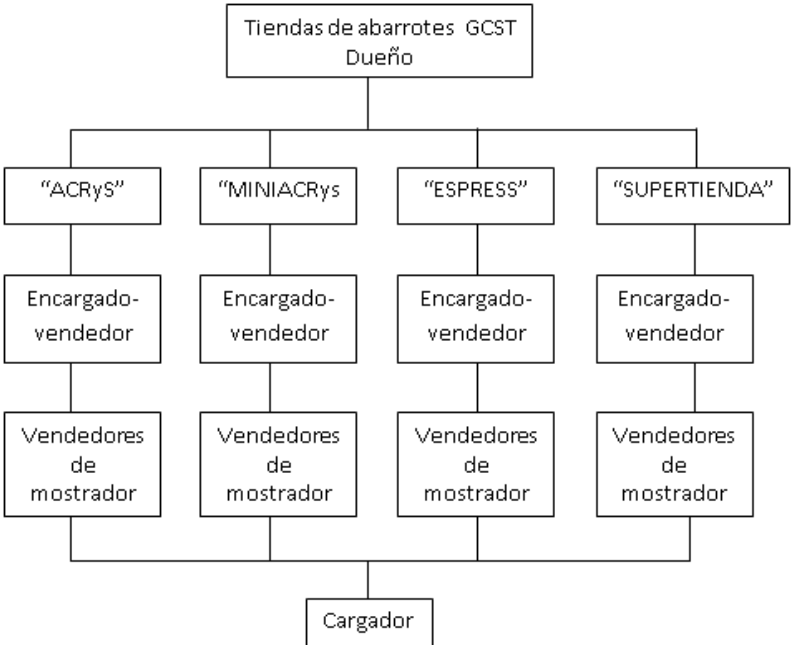 Tiendas de abarrotes GCST
Dueño
“ACRyS”
“MINIACRys
“ESPRESS”
“SUPERTIENDA”
Encargado-
vendedor
Encargado-
vendedor
Encargado-
vendedor
Encargado-
vendedor
Vendedores
de
mostrador
Vendedores
de
mostrador
Vendedores
de
mostrador
Vendedores
de
mostrador
Cargador